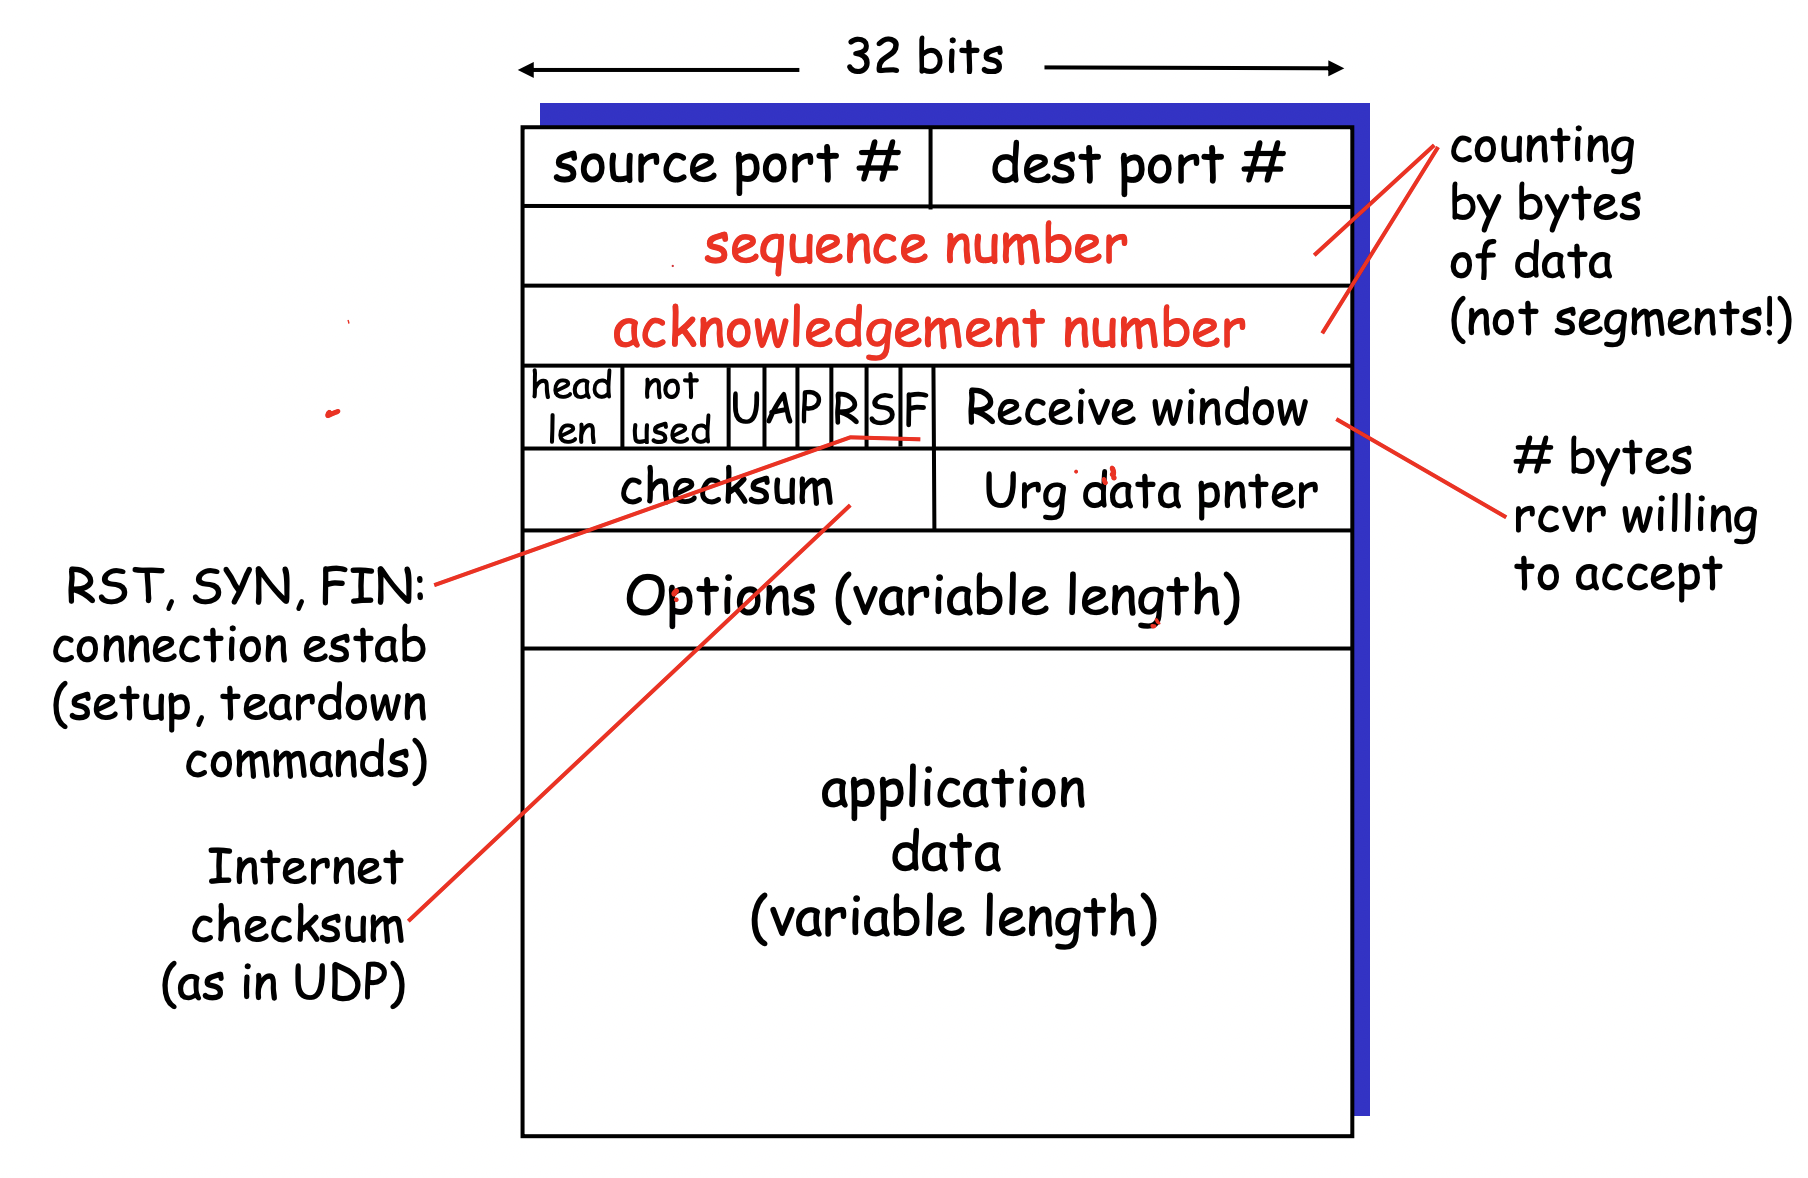 32 bits
source port # dest port #
sequence number
acknowledgement number
head
len
not
used
U A P R S F
Receive window
checksum
Urg data pnter
Options (variable length)
application
data
(variable length)
counting
by bytes
of data
(not segments!)
# bytes
rcvr willing
to accept
RST, SYN, FIN:
connection estab
(setup, teardown
commands)
Internet
checksum
(as in UDP)